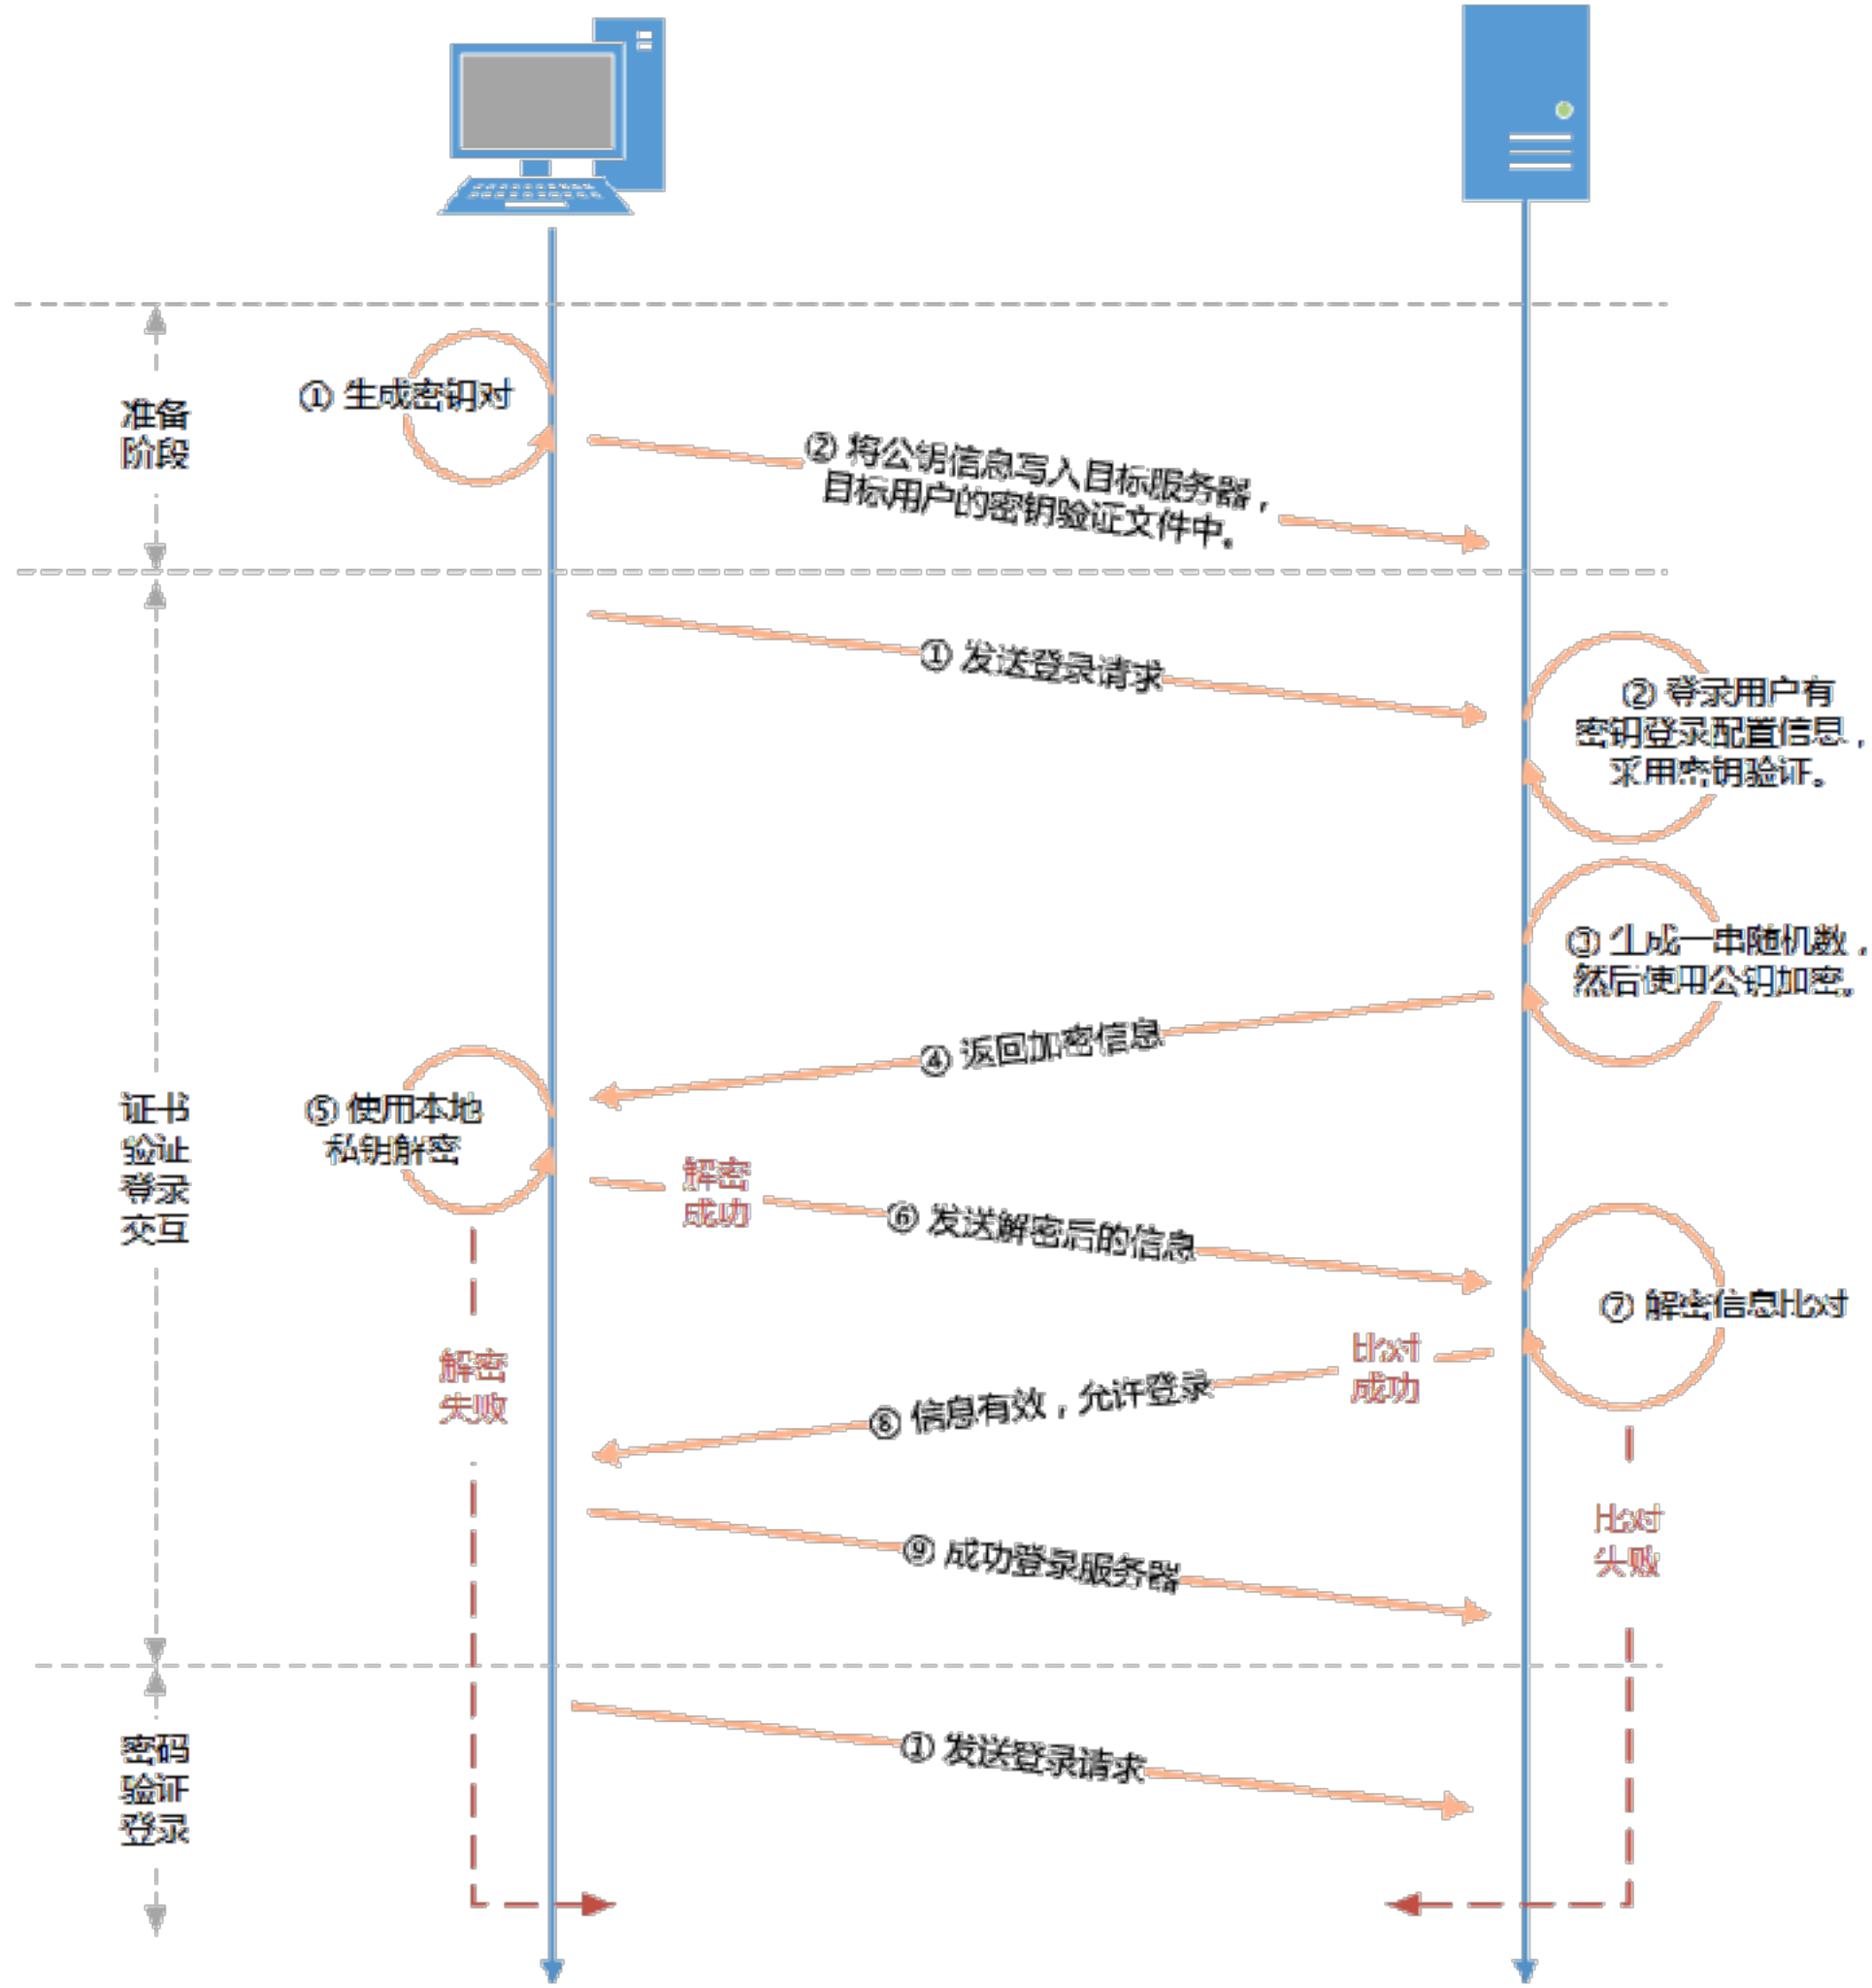 准备
阶段
① 生成密钥对
② 将公钥信息写入目标服务器，
目标用户的密钥验证文件中。
① 发送登录请求
② 登录用户有
密钥登录配置信息，
采用密钥验证。
③ 生成一串随机数，
然后使用公钥加密。
④ 返回加密信息
证书
验证
登录
交互
⑤ 使用本地
私钥解密
解密
成功
⑥ 发送解密后的信息
⑦ 解密信息比对
解密
失败
比对
成功
⑧ 信息有效，允许登录
⑨ 成功登录服务器
比对
失败
密码
验证
登录
① 发送登录请求